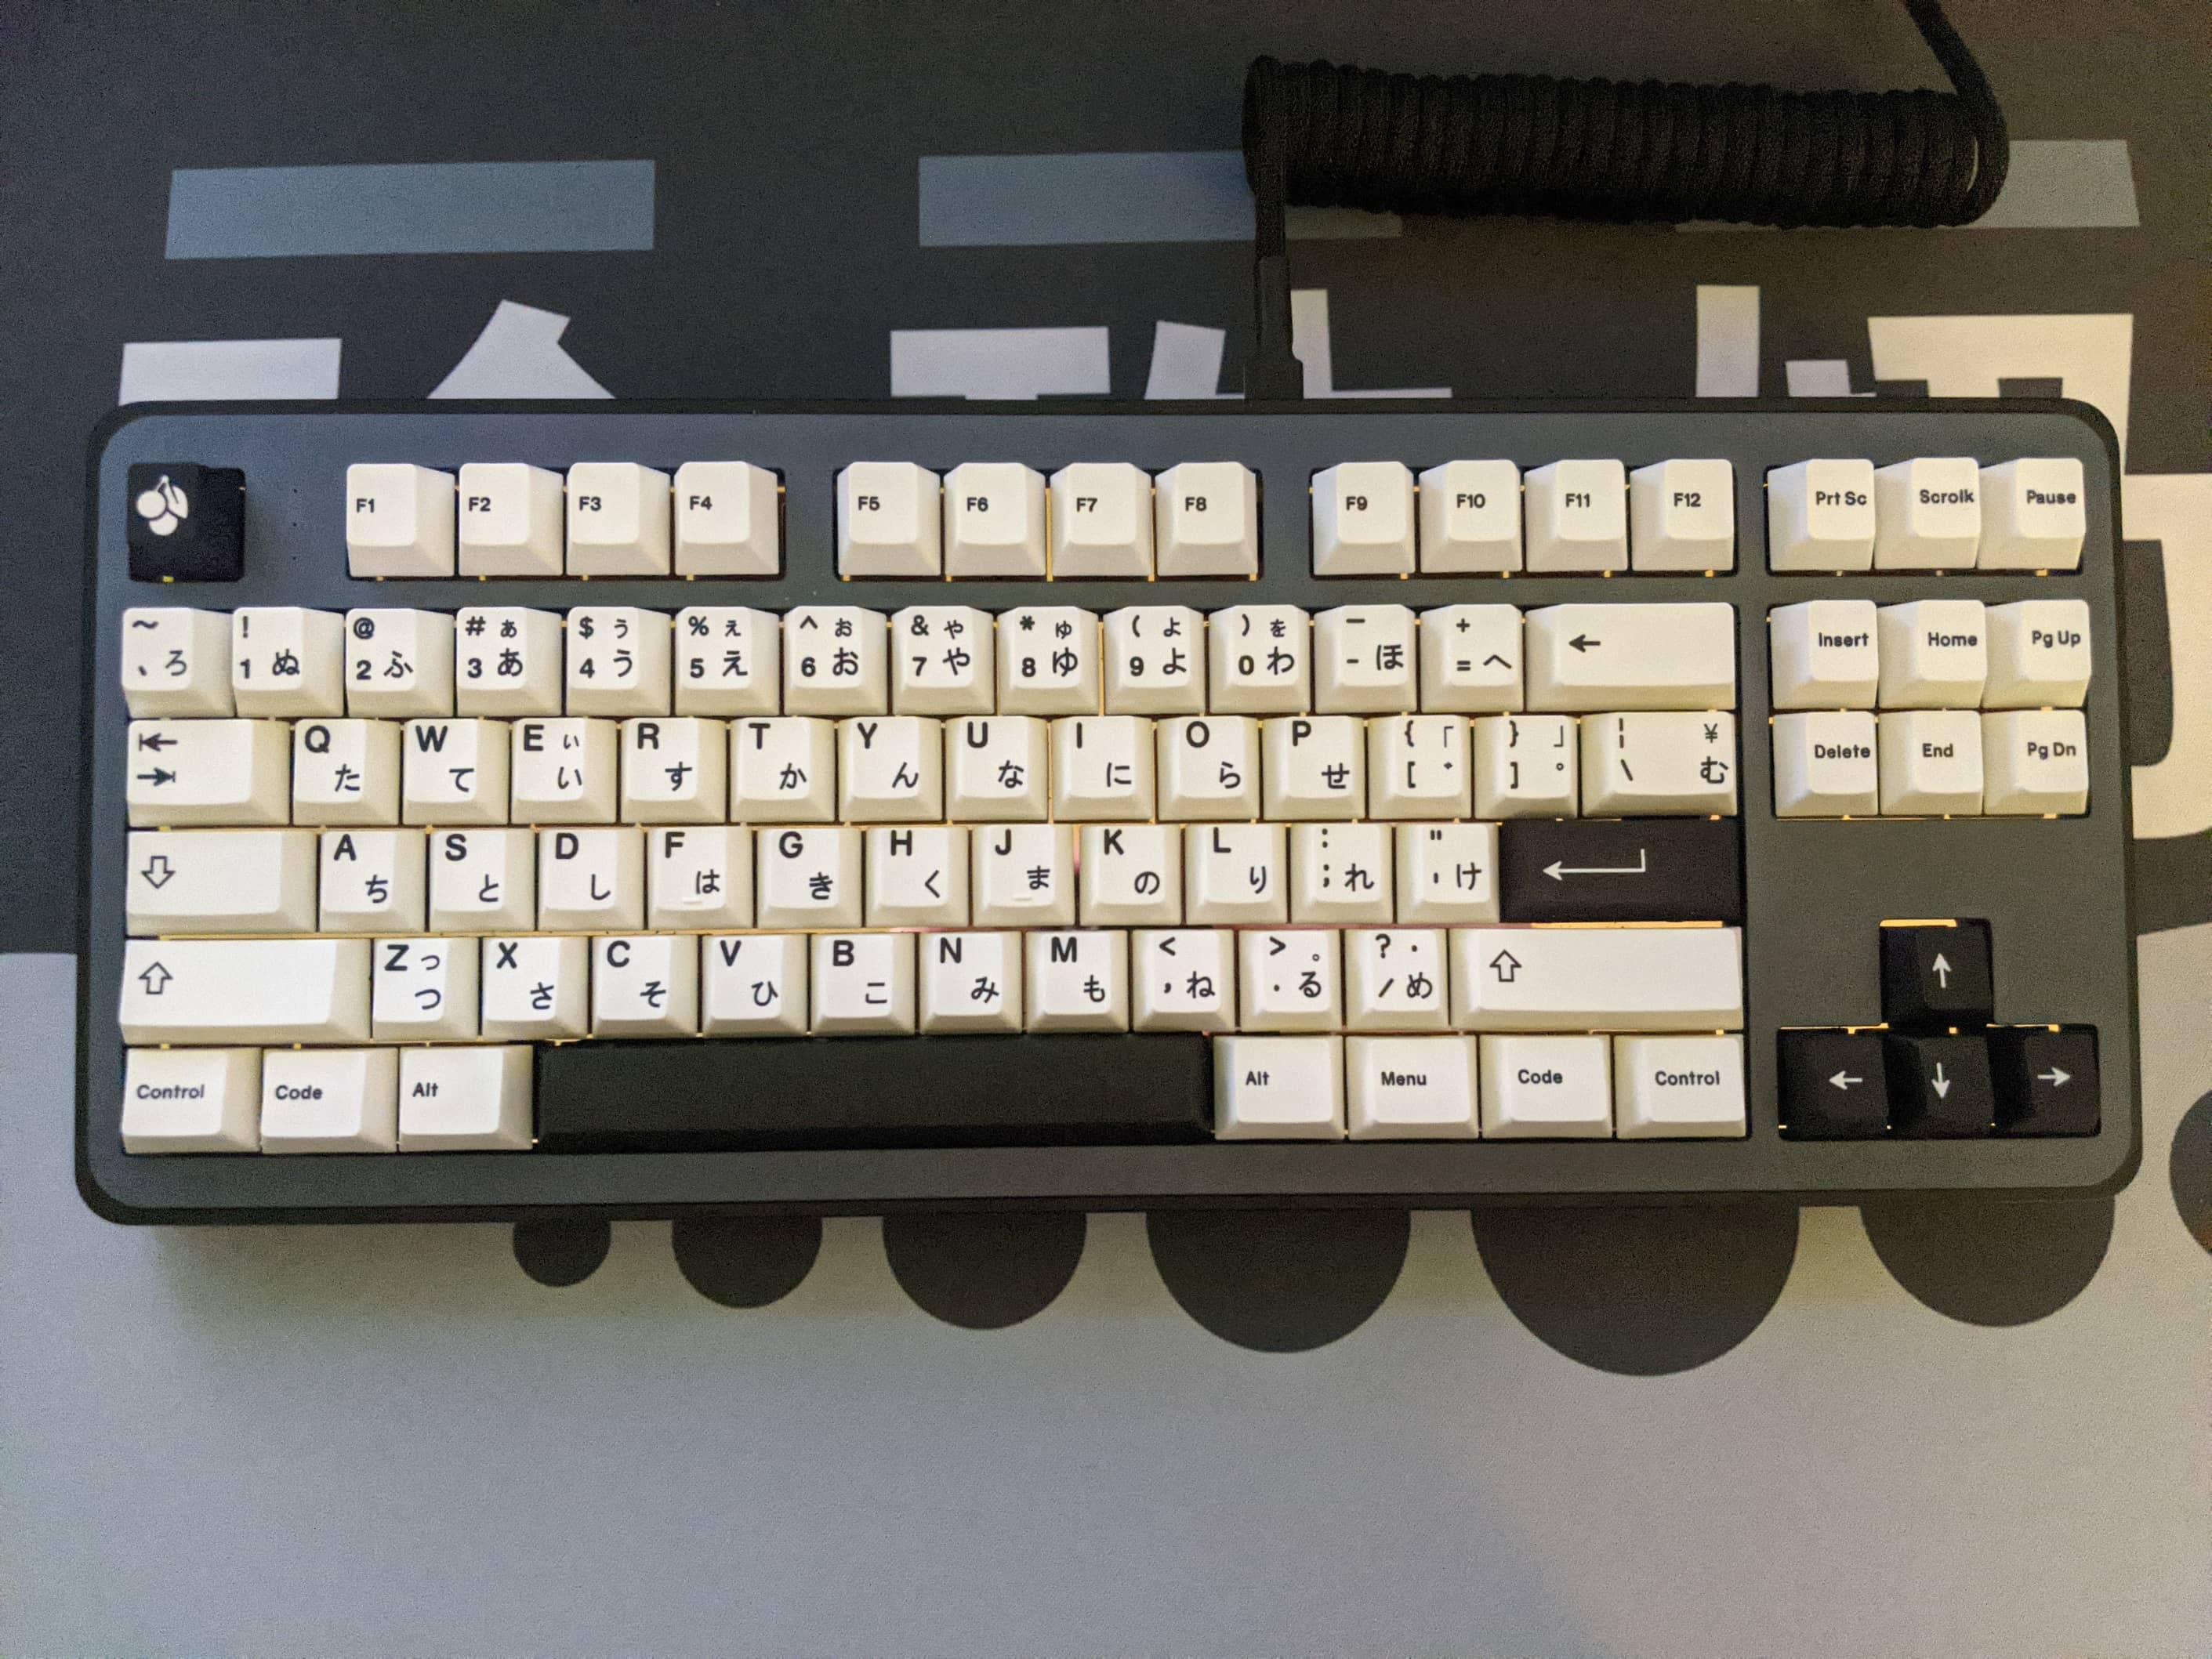 F1 F2 F3 F4 F5 F6 F7 F8 F9 F10 F11 F12 Prt Sc Scrolk Pause
~ ! @ # ぁ $ ぅ % ぇ ^ ぉ & ゃ * ゅ ( ょ ) を − + ←
、 ろ 1 ぬ 2 ふ 3 あ 4 う 5 え 6 お 7 や 8 ゆ 9 よ 0 わ - ほ = へ
Insert Home Pg Up
Q W E ぃ R T Y U I O P { 「 } 」 ¦ ¥
た て い す か ん な に ら せ [ ゛ ] ゜ \ む
Delete End Pg Dn
A S D F G H J K L : "
ち と し は き く ま の り ; れ ' け
Z っ X C V B N M < > 。 ? ・
つ さ そ ひ こ み も , ね . る / め
↑
Control Code Alt Alt Menu Code Control ← ↓ →